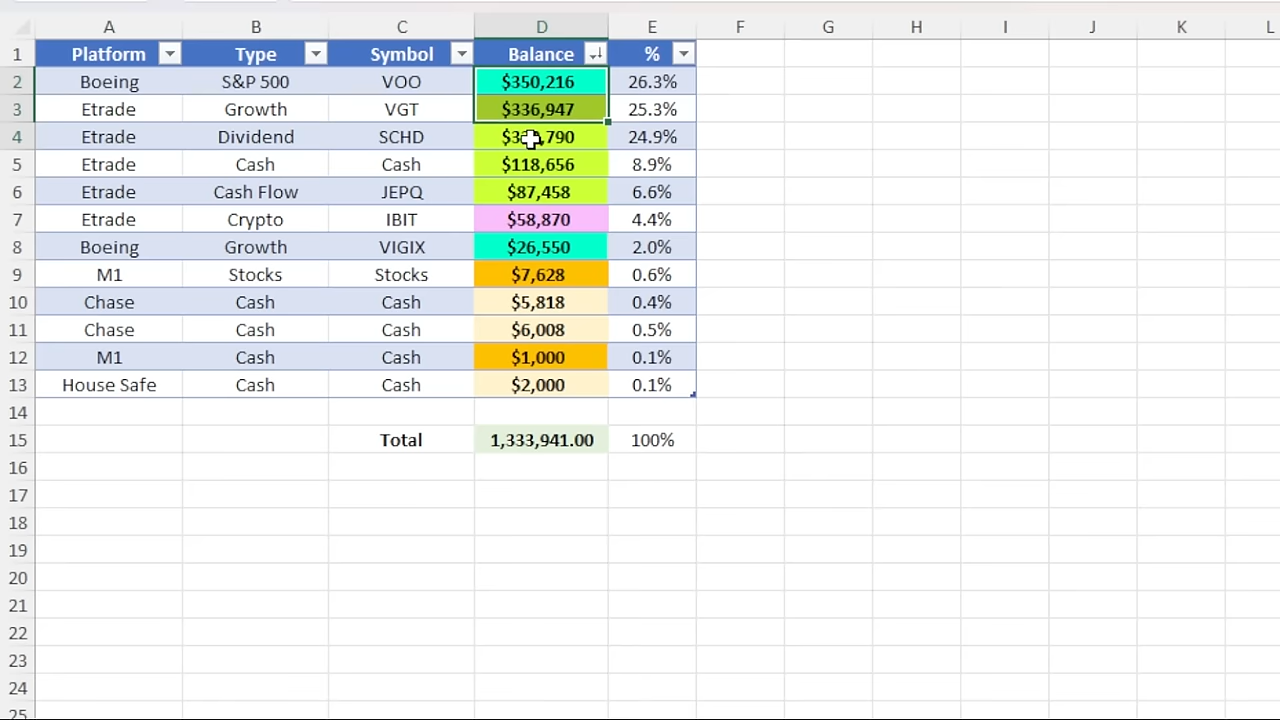 A B C D E F G H I J K L
1 Platform Type Symbol Balance %
2 Boeing S&P 500 VOO $350,216 26.3%
3 Etrade Growth VGT $336,947 25.3%
4 Etrade Dividend SCHD 24.9%
5 Etrade Cash Cash $118,656 8.9%
6 Etrade Cash Flow JEPQ $87,458 6.6%
7 Etrade Crypto IBIT $58,870 4.4%
8 Boeing Growth VIGIX $26,550 2.0%
9 M1 Stocks Stocks $7,628 0.6%
10 Chase Cash Cash $5,818 0.4%
11 Chase Cash Cash $6,008 0.5%
12 M1 Cash Cash $1,000 0.1%
13 House Safe Cash Cash $2,000 0.1%
14
15 Total 1,333,941.00 100%
16
17
18
19
20
21
22
23
24
25